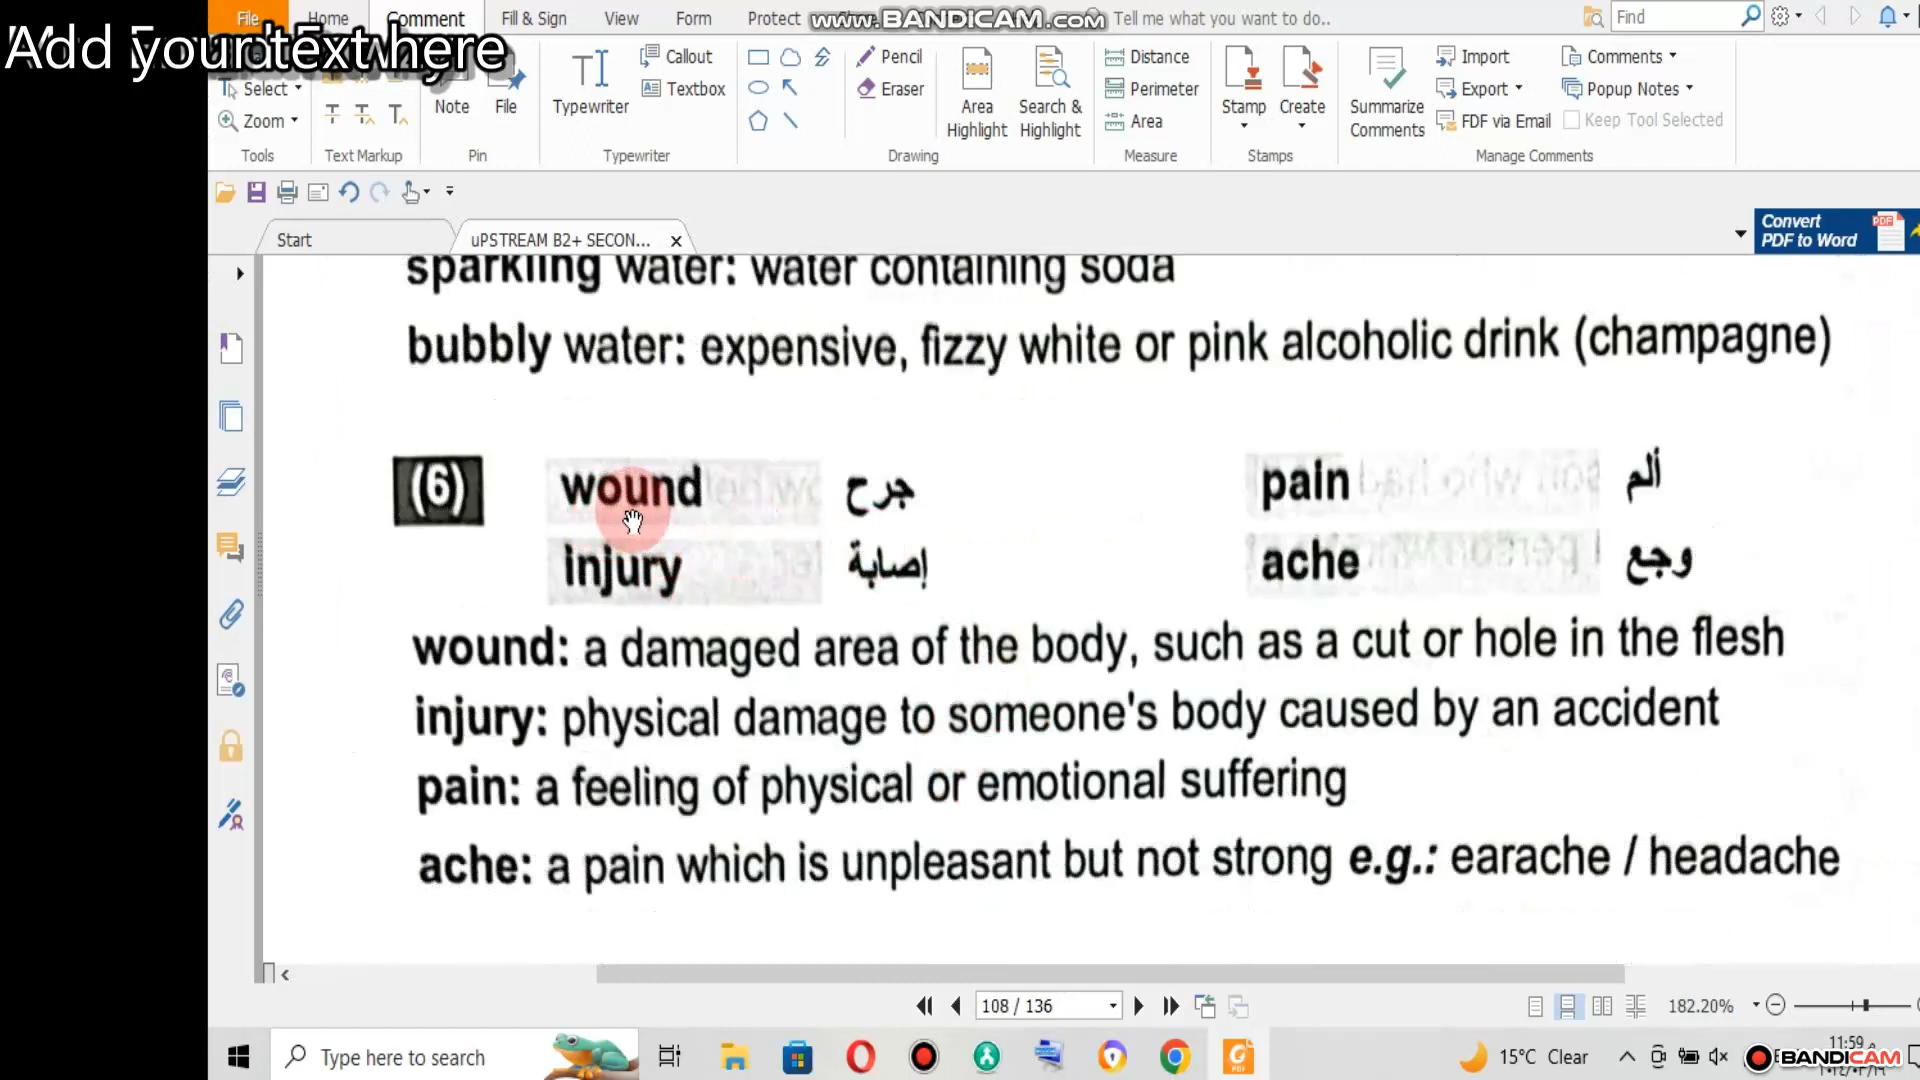 File Home Comment Fill & Sign View Form Protect www.BANDICAM.com Tell me what you want to do.. Find
Add your text here
Select Zoom Note File Typewriter Callout Textbox Pencil Eraser Area Highlight Search & Highlight Distance Perimeter Area Stamp Create Summarize Comments Import Export FDF via Email Comments Popup Notes Keep Tool Selected
Tools Text Markup Pin Typewriter Drawing Measure Stamps Manage Comments
Start uPSTREAM B2+ SECON... Convert PDF to Word
sparkling water: water containing soda
bubbly water: expensive, fizzy white or pink alcoholic drink (champagne)
(6) wound جرح pain ألم
injury إصابة ache وجع
wound: a damaged area of the body, such as a cut or hole in the flesh
injury: physical damage to someone's body caused by an accident
pain: a feeling of physical or emotional suffering
ache: a pain which is unpleasant but not strong e.g.: earache / headache
108 / 136 182.20%
Type here to search 15°C Clear 11:59 BANDICAM